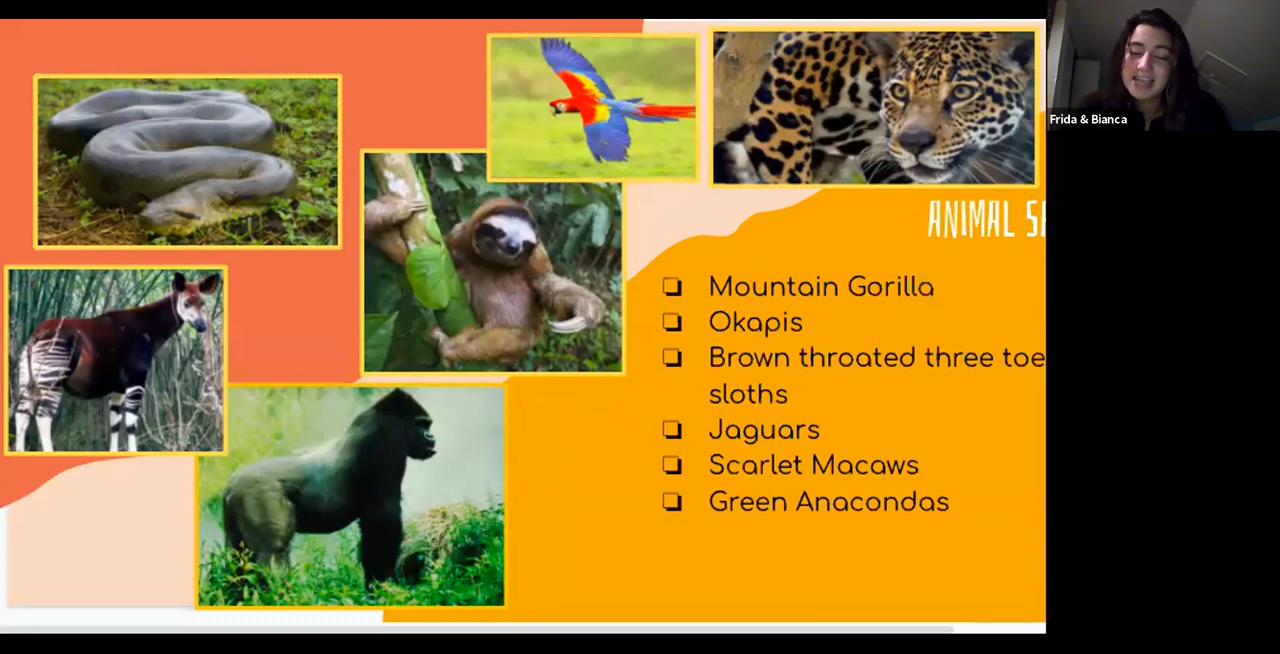 Frida & Bianca
ANIMAL
Mountain Gorilla
Okapis
Brown throated three toe
sloths
Jaguars
Scarlet Macaws
Green Anacondas